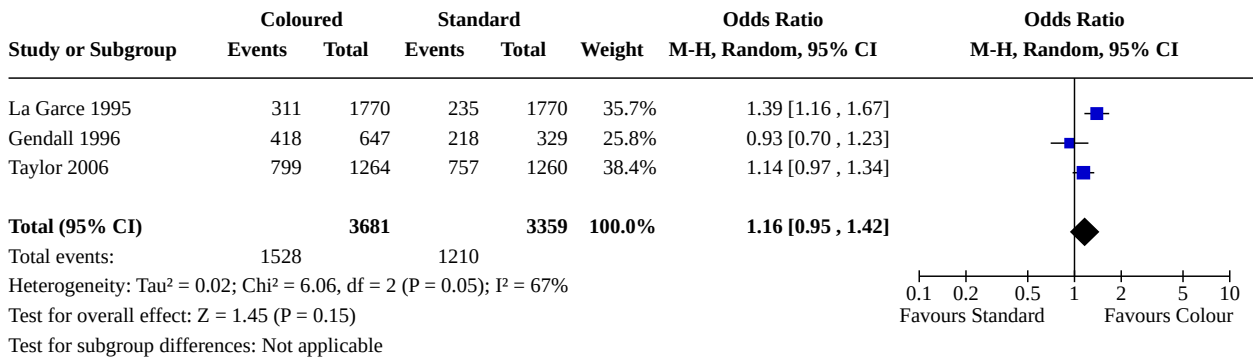 Coloured Standard Odds Ratio Odds Ratio
Study or Subgroup Events Total Events Total Weight M-H, Random, 95% CI M-H, Random, 95% CI
La Garce 1995 311 1770 235 1770 35.7% 1.39 [1.16 , 1.67]
Gendall 1996 418 647 218 329 25.8% 0.93 [0.70 , 1.23]
Taylor 2006 799 1264 757 1260 38.4% 1.14 [0.97 , 1.34]
Total (95% CI) 3681 3359 100.0% 1.16 [0.95 , 1.42]
Total events: 1528 1210
Heterogeneity: Tau² = 0.02; Chi² = 6.06, df = 2 (P = 0.05); I² = 67%
0.1 0.2 0.5 1 2 5 10
Test for overall effect: Z = 1.45 (P = 0.15) Favours Standard Favours Colour
Test for subgroup differences: Not applicable